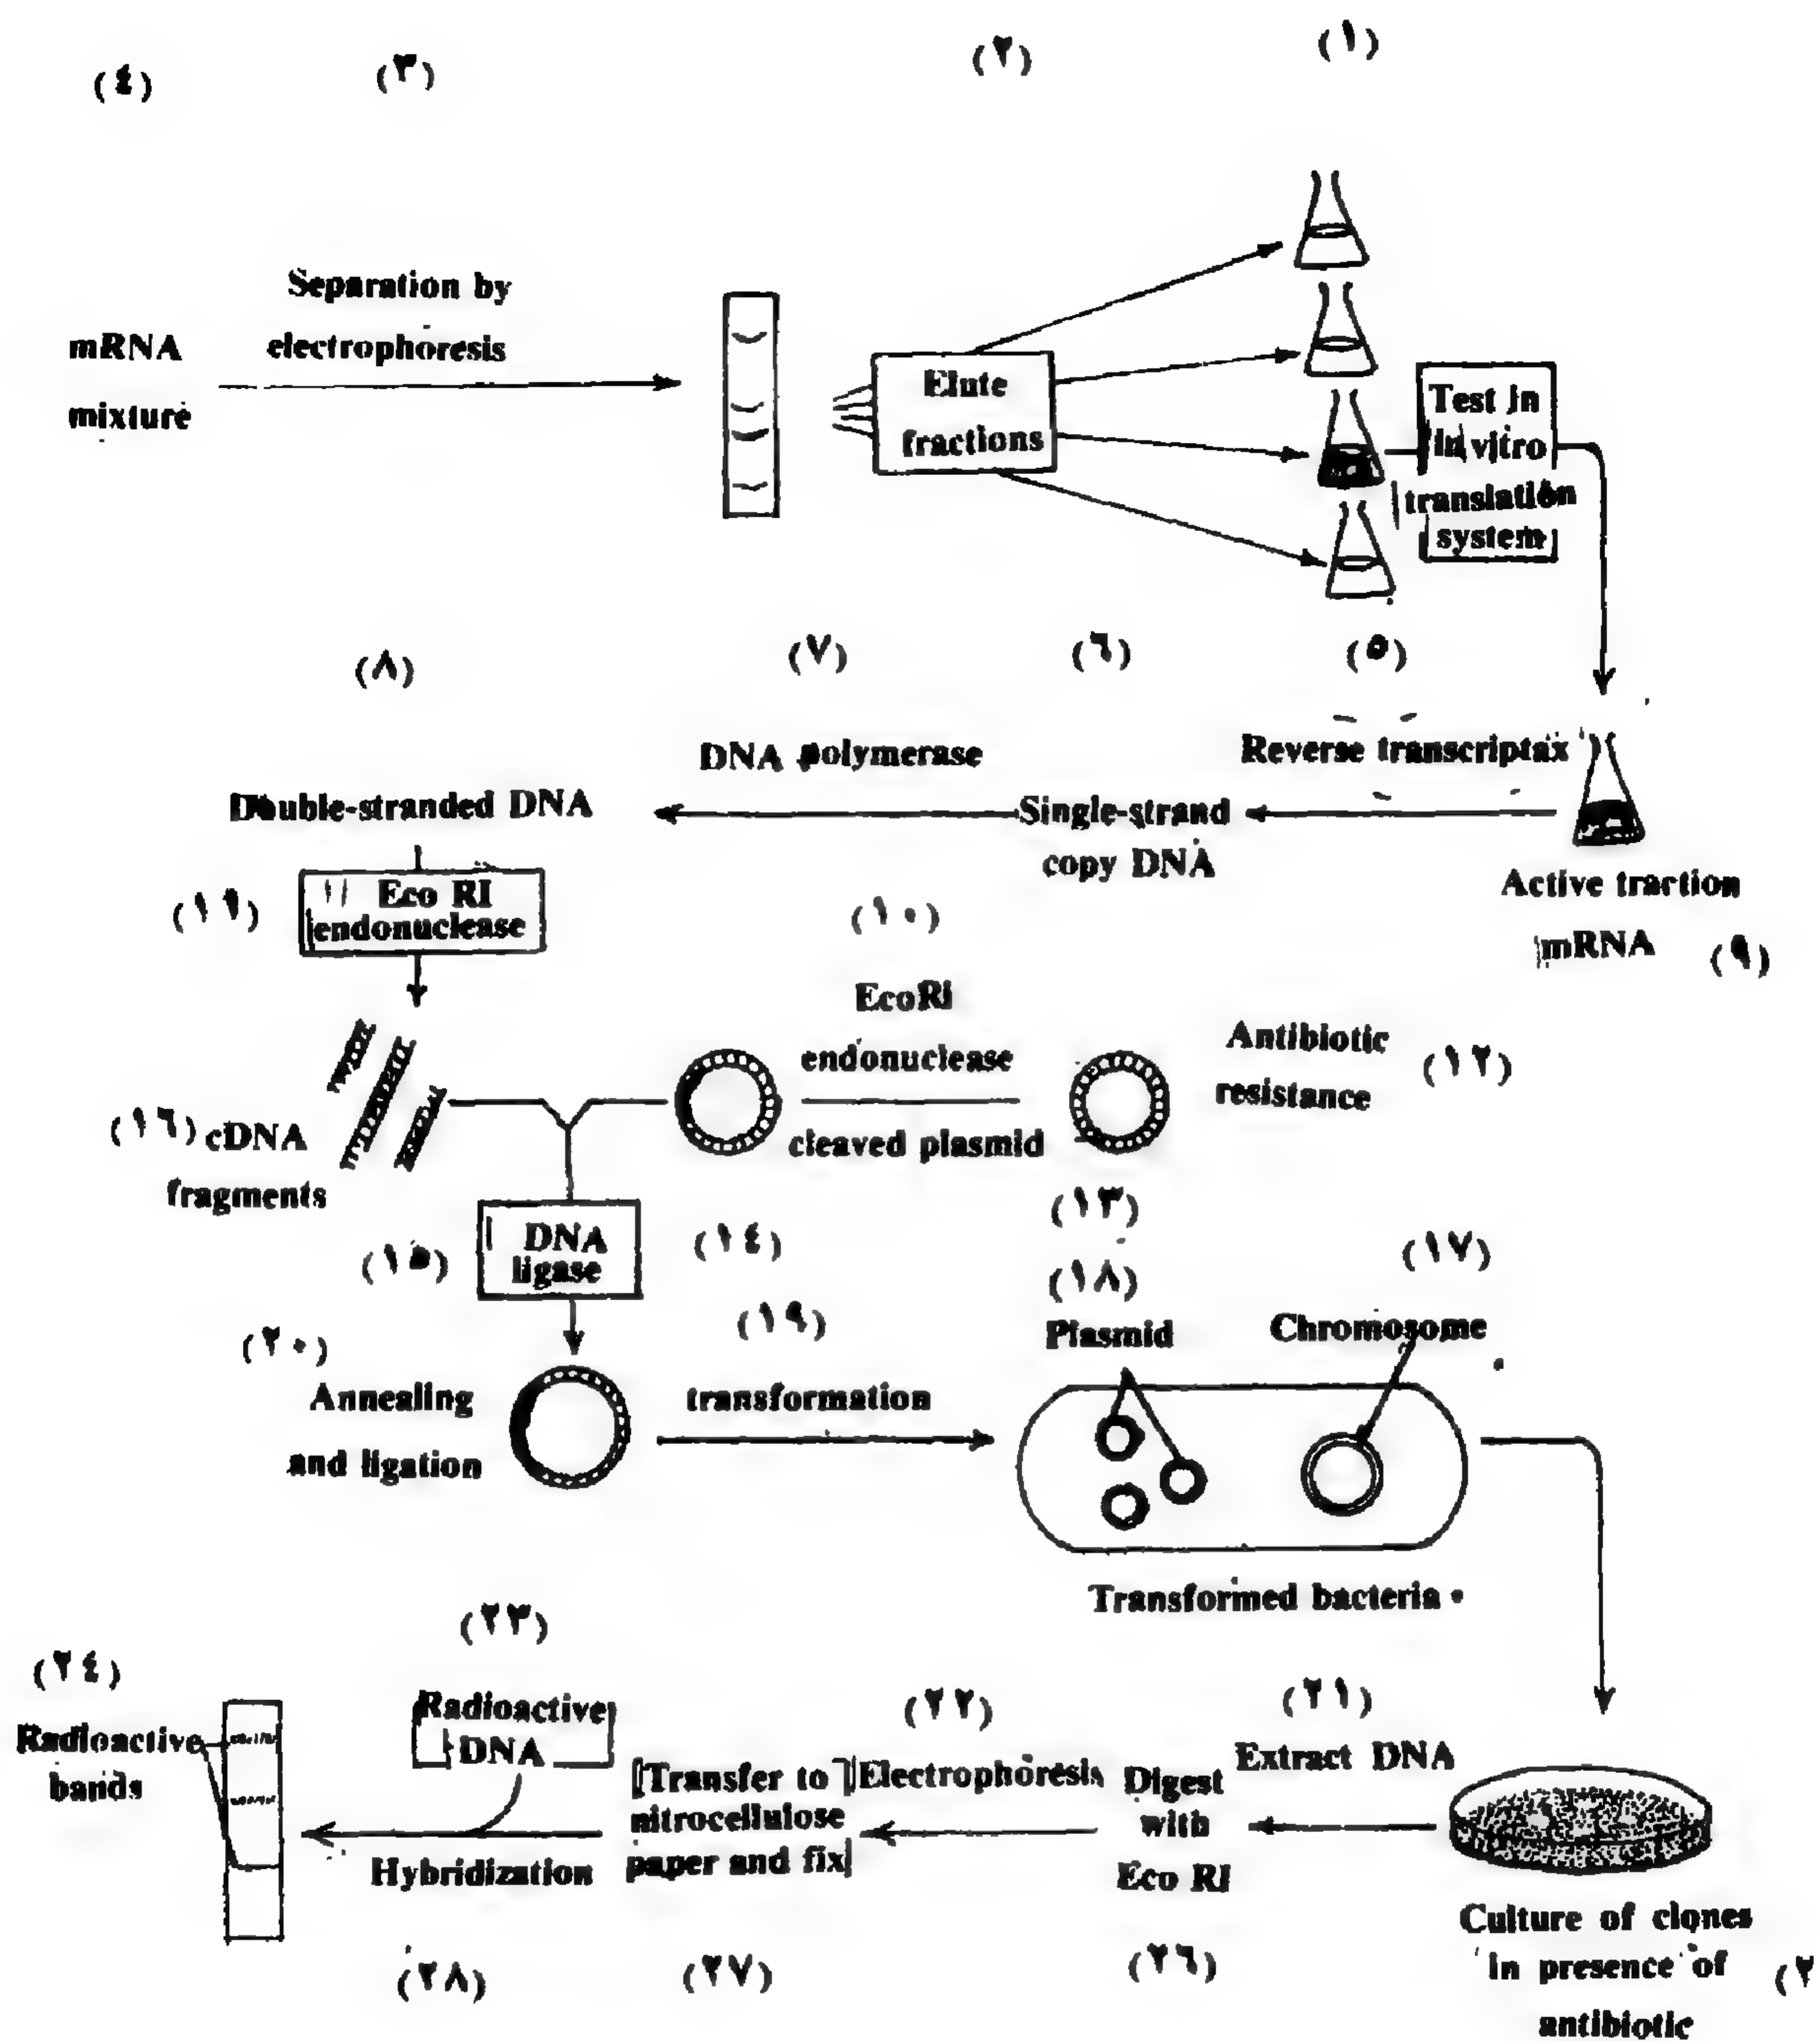 (٤) (٣) (٢) (١)
Separation by
mRNA electrophoresis
mixture
Elute
fractions
Test in
in vitro
translation
system
(٨) (٧) (٦) (٥)
DNA polymerase
Reverse transcriptax
Double-stranded DNA
Single-strand
copy DNA
Active traction
mRNA (٩)
(١١) Eco RI
endonuclease
(١٠)
EcoRI
endonuclease
cleaved plasmid
Antibiotic
resistance
(١٢)
(١٦) cDNA
fragments
(١٣)
DNA
ligase
(١٥) (١٤)
(١٨) (١٧)
Plasmid Chromosome
(٢٠) (١٩)
Annealing
and ligation
transformation
Transformed bacteria
(٢٤) (٢٣) (٢٢) (٢١)
Radioactive
bands
Radioactive
DNA
Hybridization
Transfer to
nitrocellulose
paper and fix
Electrophoresis
Digest
with
Eco RI
Extract DNA
Culture of clones
in presence of
antibiotic
(٢٨) (٢٧) (٢٦)